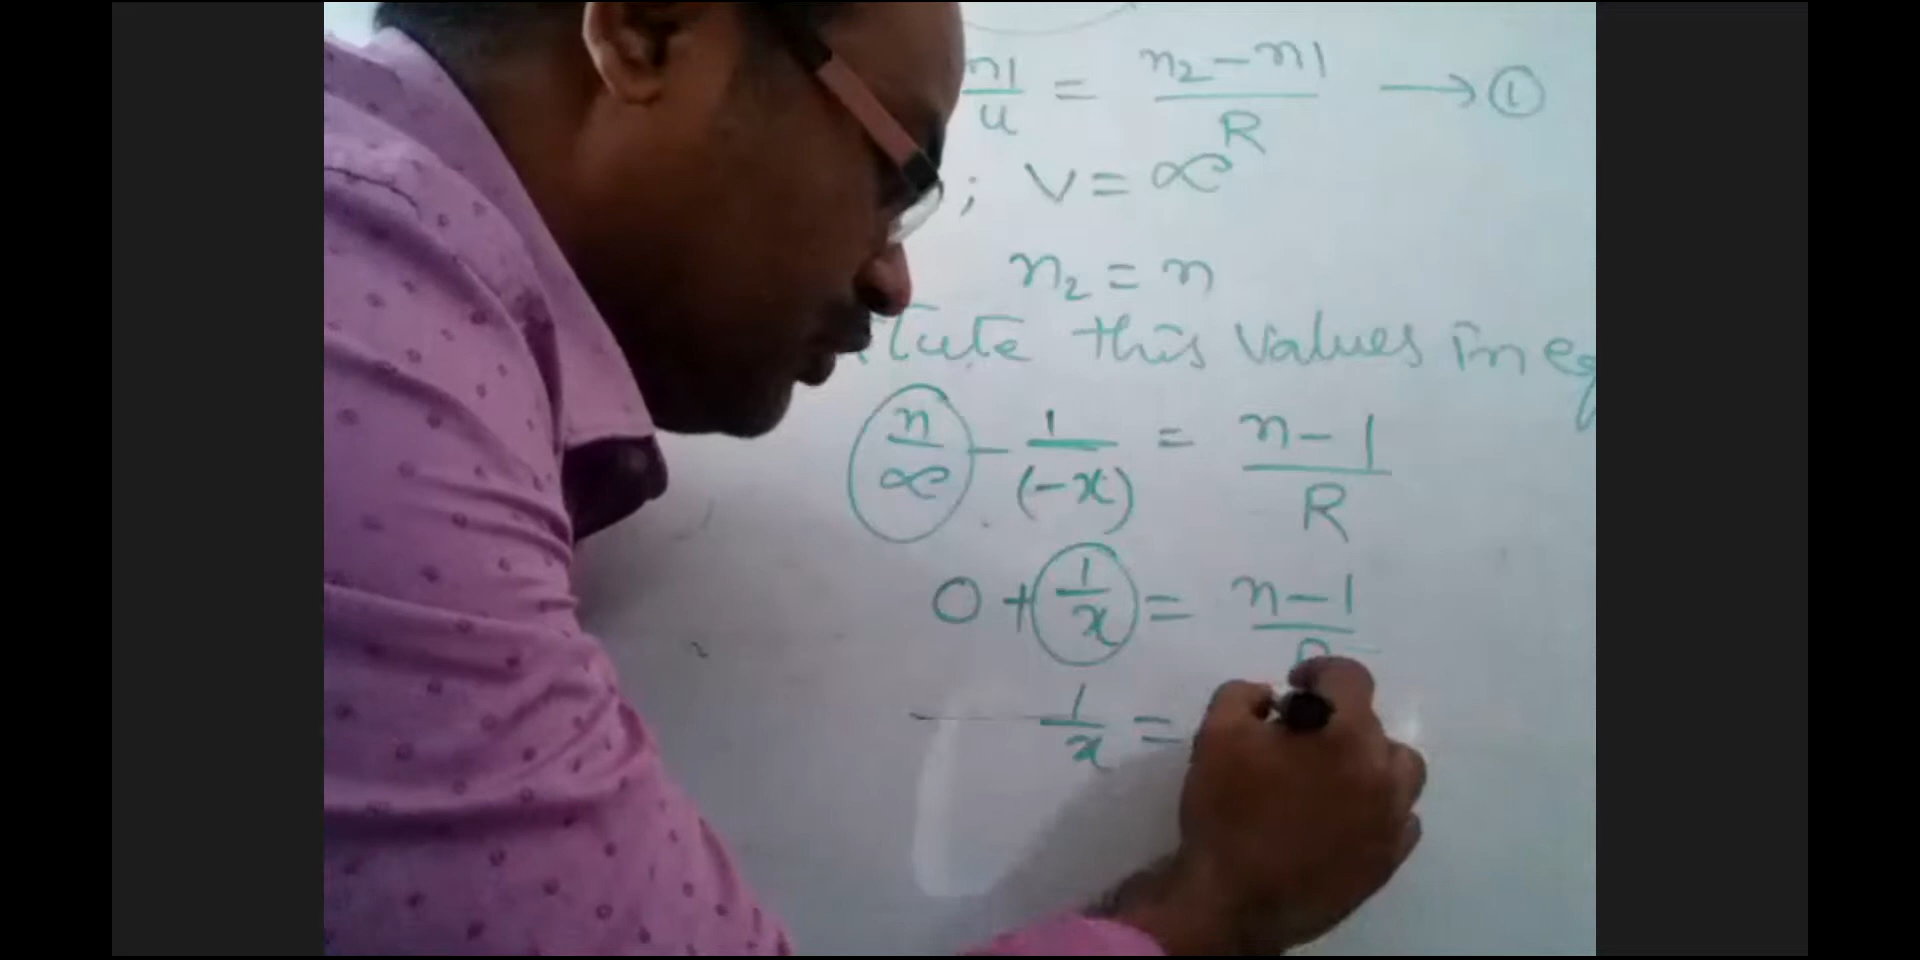 n1/u = n2 - n1/R → ①
; v = ∞
n2 = n
tute this values in eq
n/∞ - 1/(-x) = n-1/R
0 + 1/x = n-1/R
1/x =